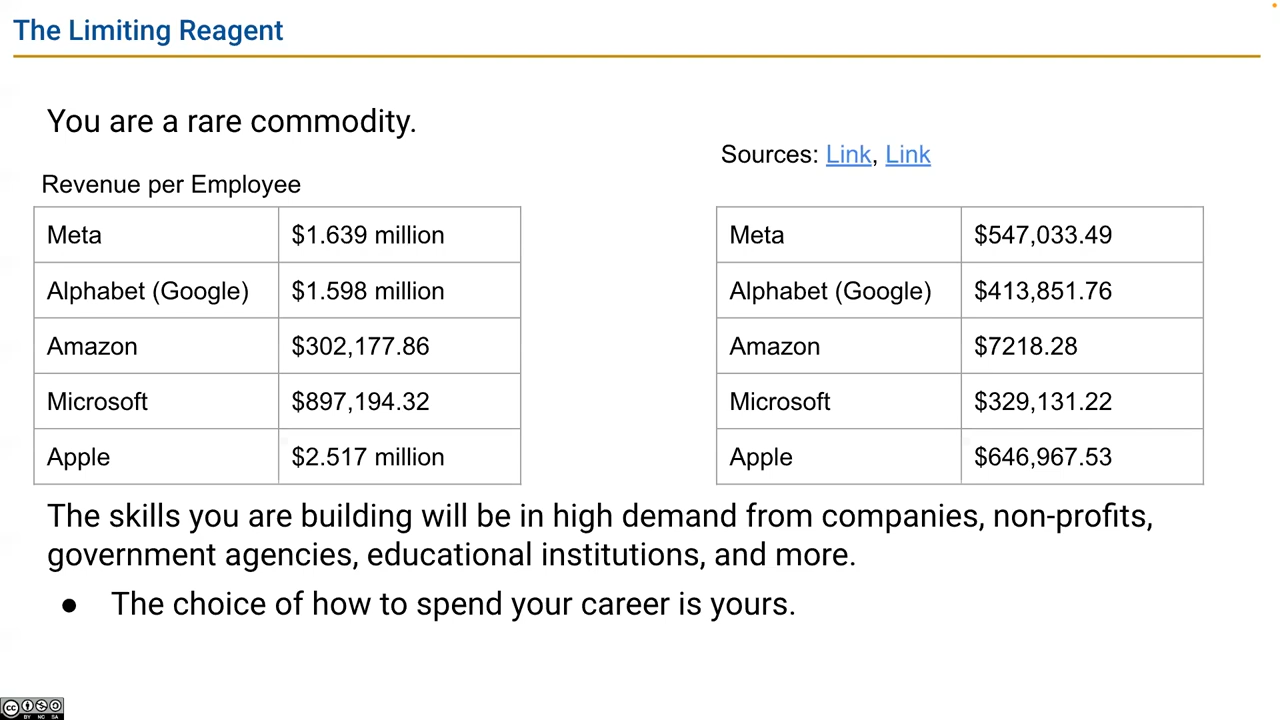 The Limiting Reagent
You are a rare commodity.
Sources: Link, Link
Revenue per Employee
Meta $1.639 million
Alphabet (Google) $1.598 million
Amazon $302,177.86
Microsoft $897,194.32
Apple $2.517 million
Meta $547,033.49
Alphabet (Google) $413,851.76
Amazon $7218.28
Microsoft $329,131.22
Apple $646,967.53
The skills you are building will be in high demand from companies, non-profits,
government agencies, educational institutions, and more.
● The choice of how to spend your career is yours.
CC
BY NC SA